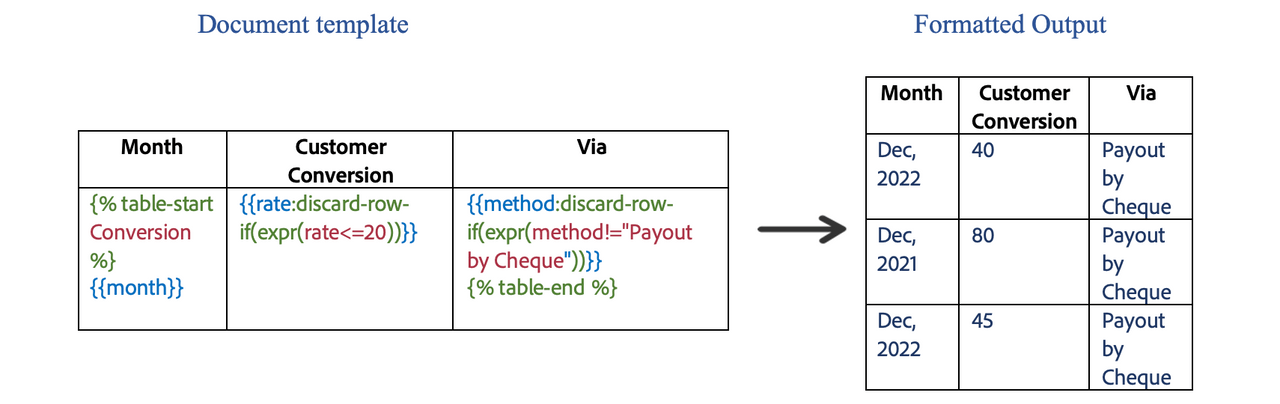 Document template
Formatted Output
Month
Customer
Conversion
Via
{% table-start
Conversion
%}
{{month}}
{{rate:discard-row-
if(expr(rate<=20))}}
{{method:discard-row-
if(expr(method!="Payout
by Cheque"))}}
{% table-end %}
Month
Customer
Conversion
Via
Dec,
2022
40
Payout
by
Cheque
Dec,
2021
80
Payout
by
Cheque
Dec,
2022
45
Payout
by
Cheque